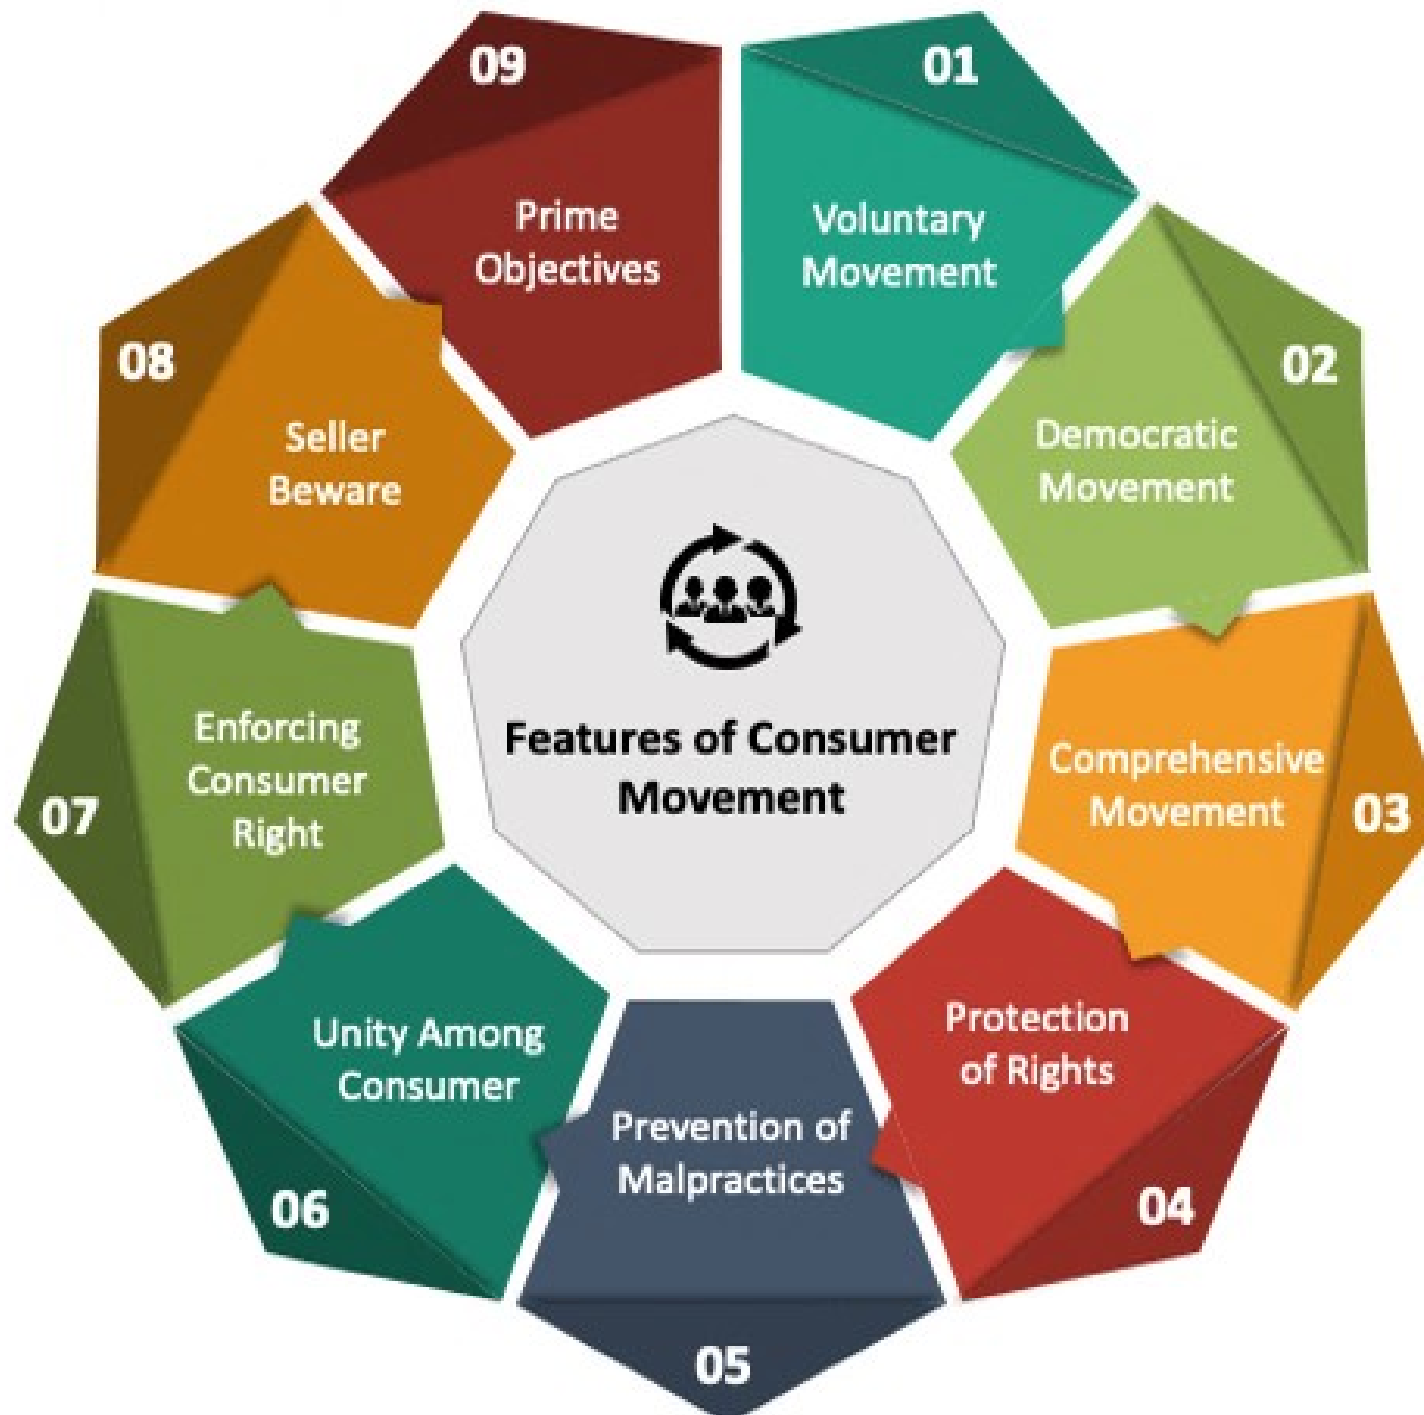 Features of Consumer
Movement
01
Voluntary
Movement
02
Democratic
Movement
03
Comprehensive
Movement
04
Protection
of Rights
05
Prevention of
Malpractices
06
Unity Among
Consumer
07
Enforcing
Consumer
Right
08
Seller
Beware
09
Prime
Objectives